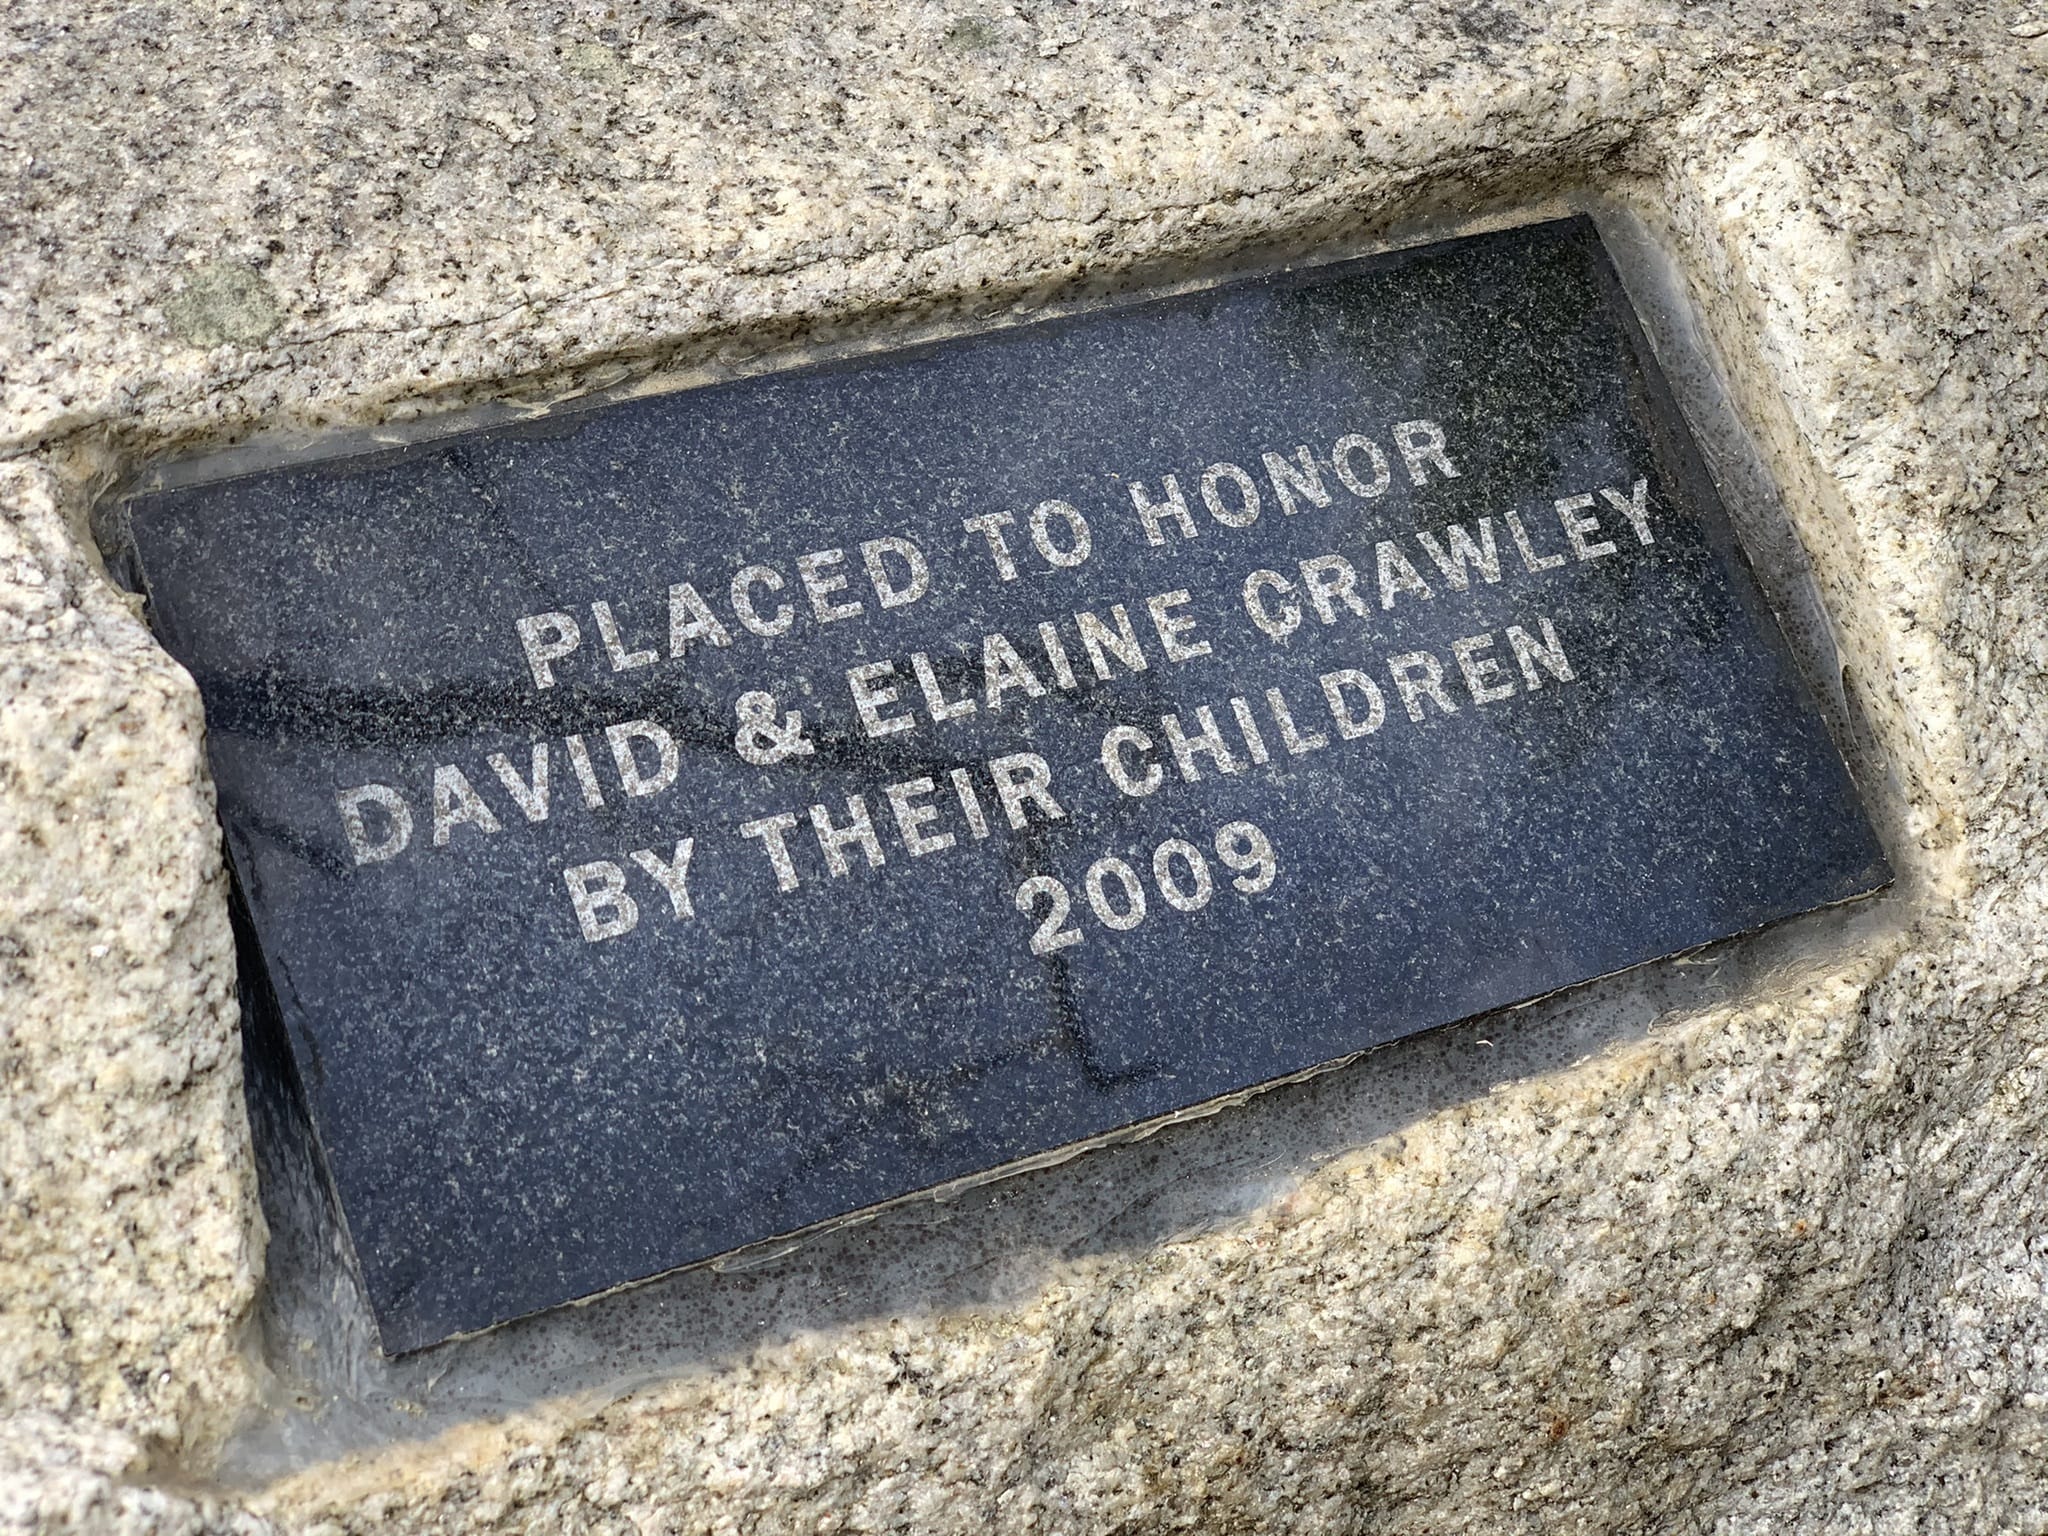 PLACED TO HONOR
DAVID & ELAINE CRAWLEY
BY THEIR CHILDREN
2009